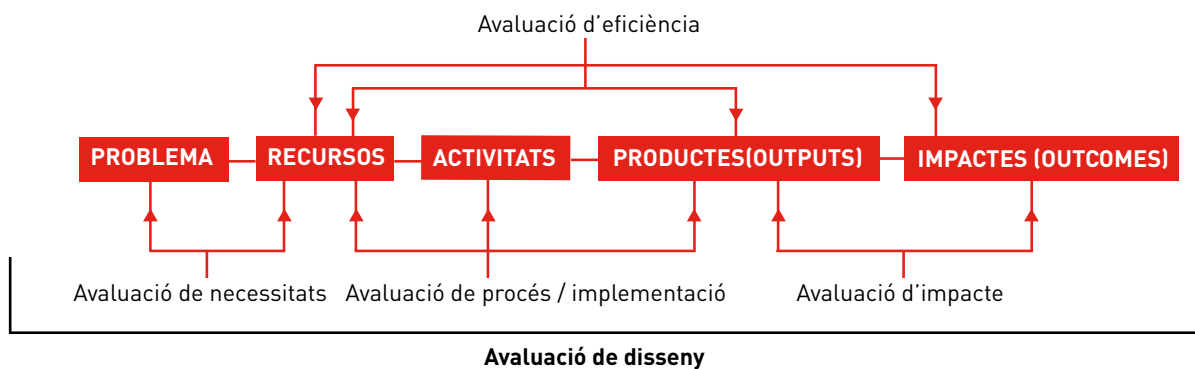 Avaluació d’eficiència
PROBLEMA
RECURSOS
ACTIVITATS
PRODUCTES(OUTPUTS)
IMPACTES (OUTCOMES)
Avaluació de necessitats
Avaluació de procés / implementació
Avaluació d’impacte
Avaluació de disseny